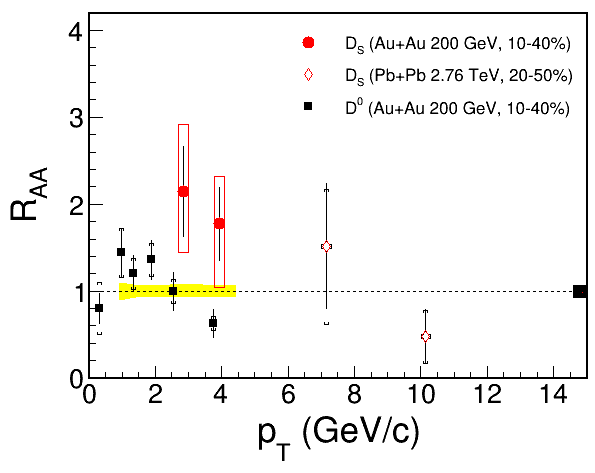 4
D_S (Au+Au 200 GeV, 10-40%)
D_S (Pb+Pb 2.76 TeV, 20-50%)
D^0 (Au+Au 200 GeV, 10-40%)
3
R_AA
2
1
0
0 2 4 6 8 10 12 14
p_T (GeV/c)